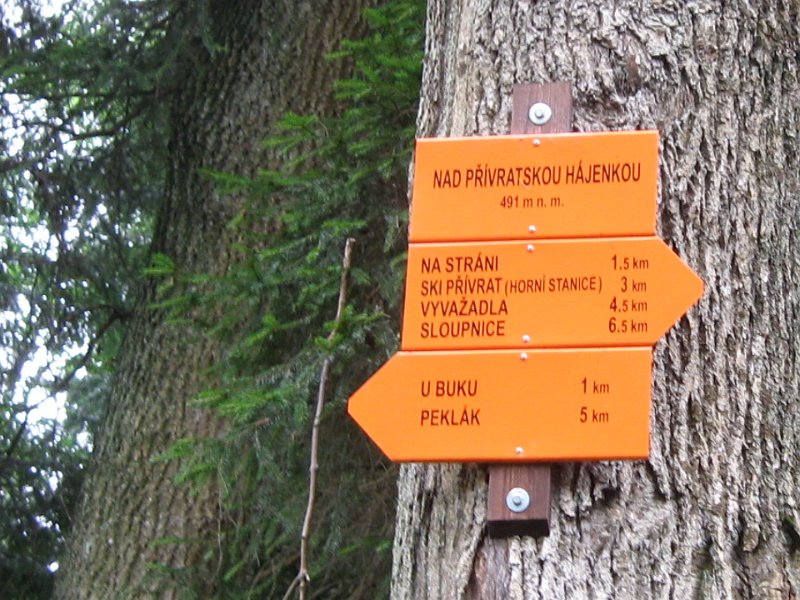 NAD PŘÍVRATSKOU HÁJENKOU
491 m n. m.
NA STRÁNI 1.5 km
SKI PŘÍVRAT (HORNÍ STANICE) 3 km
VYVAŽADLA 4.5 km
SLOUPNICE 6.5 km
U BUKU 1 km
PEKLÁK 5 km